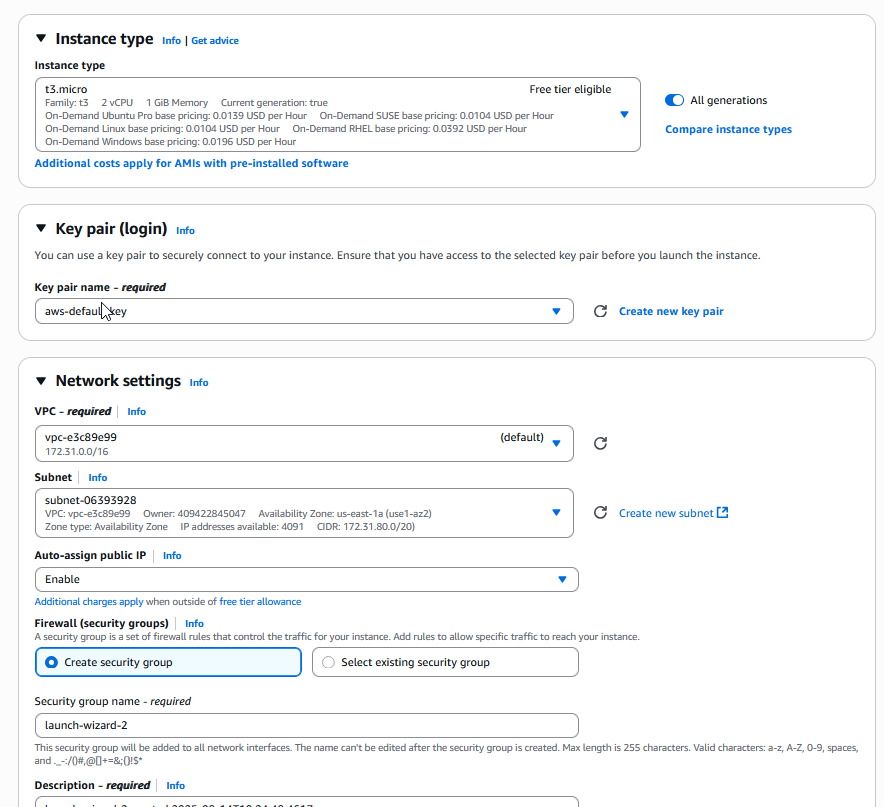 Instance type Info | Get advice
Instance type
t3.micro Free tier eligible
Family: t3 2 vCPU 1 GiB Memory Current generation: true
On-Demand Ubuntu Pro base pricing: 0.0139 USD per Hour On-Demand SUSE base pricing: 0.0104 USD per Hour
On-Demand Linux base pricing: 0.0104 USD per Hour On-Demand RHEL base pricing: 0.0392 USD per Hour
On-Demand Windows base pricing: 0.0196 USD per Hour
All generations
Compare instance types
Additional costs apply for AMIs with pre-installed software
Key pair (login) Info
You can use a key pair to securely connect to your instance. Ensure that you have access to the selected key pair before you launch the instance.
Key pair name - required
aws-default-key
Create new key pair
Network settings Info
VPC - required Info
vpc-e3c89e99 (default)
172.31.0.0/16
Subnet Info
subnet-06393928
VPC: vpc-e3c89e99 Owner: 409422845047 Availability Zone: us-east-1a (use1-az2)
Zone type: Availability Zone IP addresses available: 4091 CIDR: 172.31.80.0/20)
Create new subnet
Auto-assign public IP Info
Enable
Additional charges apply when outside of free tier allowance
Firewall (security groups) Info
A security group is a set of firewall rules that control the traffic for your instance. Add rules to allow specific traffic to reach your instance.
Create security group Select existing security group
Security group name - required
launch-wizard-2
This security group will be added to all network interfaces. The name can't be edited after the security group is created. Max length is 255 characters. Valid characters: a-z, A-Z, 0-9, spaces,
and ._-:/()#,@[]+=&;{}!$*
Description - required Info